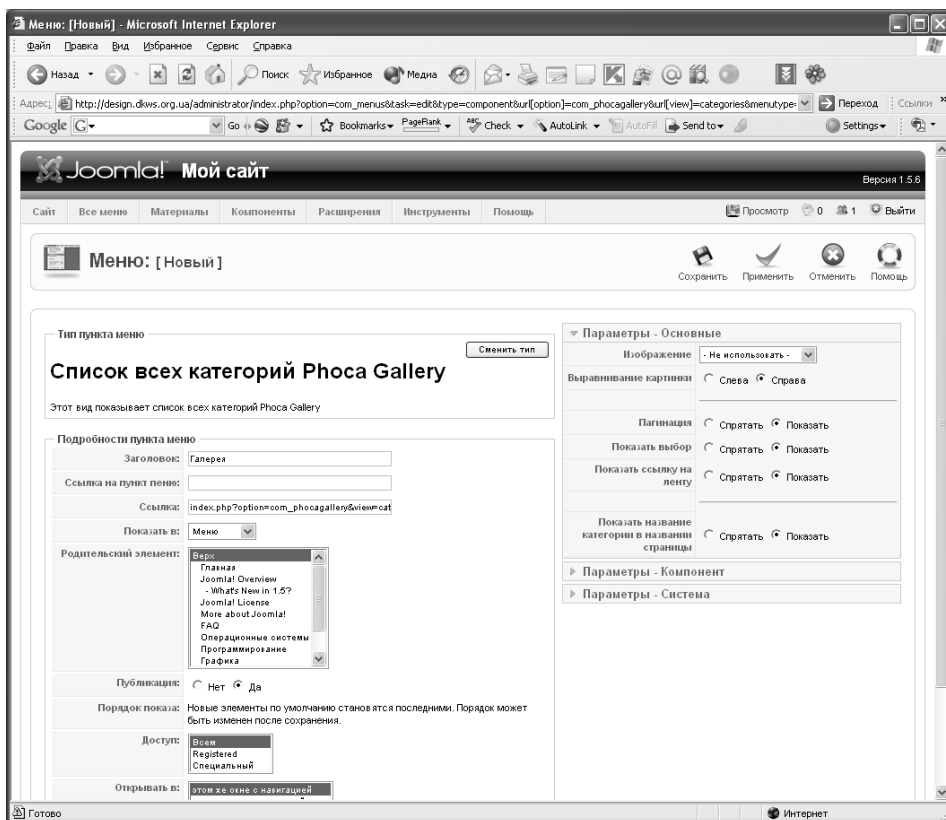 Меню: [Новый] - Microsoft Internet Explorer
Файл Правка Вид Избранное Сервис Справка
Назад Поиск Избранное Медиа
Адрес: http://design.dkws.org.ua/administrator/index.php?option=com_menus&task=edit&type=component&url[option]=com_phocagallery&url[view]=categories&menutype= Переход Ссылки »
Google G Go Bookmarks PageRank Check AutoLink AutoFill Send to Settings
Joomla! Мой сайт
Версия 1.5.6
Сайт Все меню Материалы Компоненты Расширения Инструменты Помощь Просмотр 0 1 Выйти
Меню: [Новый]
Сохранить Применить Отменить Помощь
Тип пункта меню
Сменить тип
Список всех категорий Phoca Gallery
Этот вид показывает список всех категорий Phoca Gallery
Подробности пункта меню
Заголовок: Галерея
Ссылка на пункт пеню:
Ссылка: index.php?option=com_phocagallery&view=cat
Показать в: Меню
Родительский элемент: Верх
Главная
Joomla! Overview
- What's New in 1.5?
Joomla! License
More about Joomla!
FAQ
Операционные системы
Программирование
Графика
Публикация: Нет Да
Порядок показа: Новые элементы по умолчанию становятся последними. Порядок может
быть изменен после сохранения.
Доступ: Всем
Registered
Специальный
Открывать в: этом же окне с навигацией
Параметры - Основные
Изображение - Не использовать -
Выравнивание картинки Слева Справа
Пагинация Спрятать Показать
Показать выбор Спрятать Показать
Показать ссылку на
ленту Спрятать Показать
Показать название
категории в названии
страницы Спрятать Показать
Параметры - Компонент
Параметры - Система
Готово Интернет